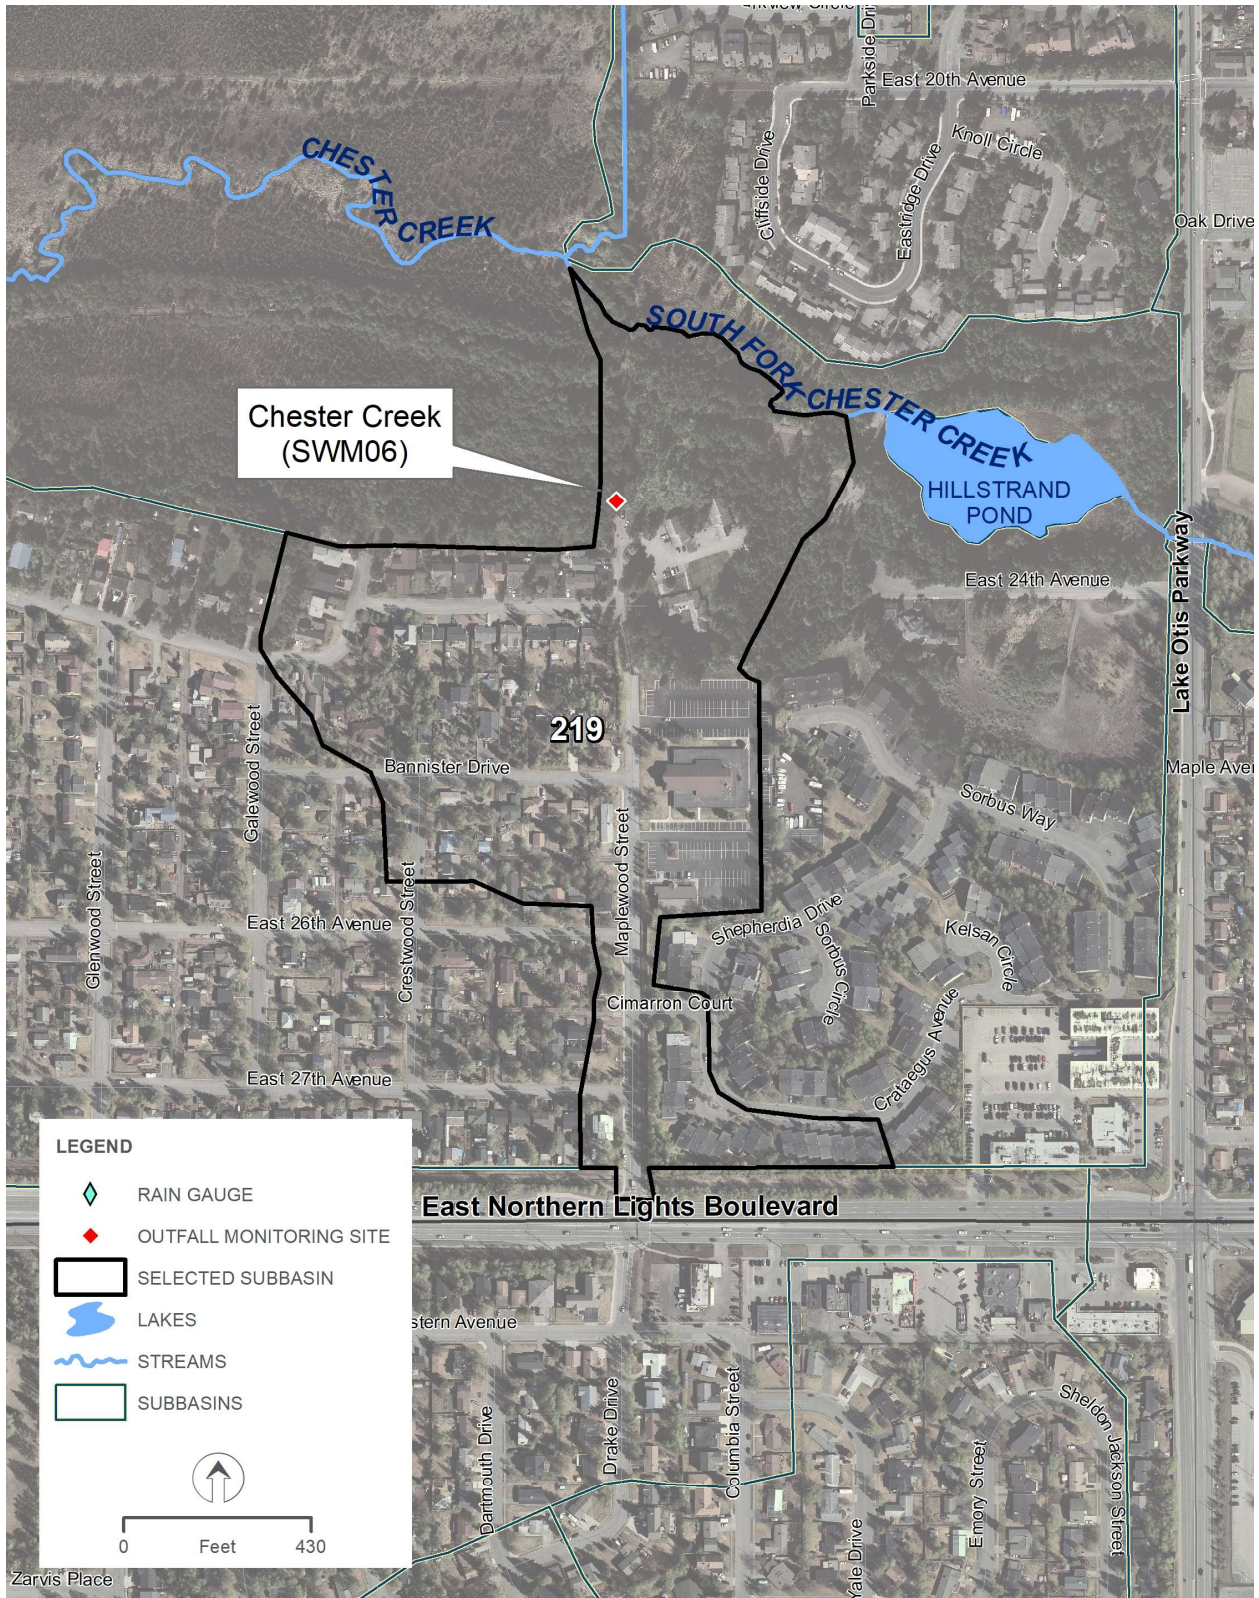 East 20th Avenue
Parkside
Knoll Circle
Cliffside Drive
Eastridge Drive
Oak Drive
CHESTER CREEK
SOUTH FORK CHESTER CREEK
HILLSTRAND
POND
Chester Creek
(SWM06)
East 24th Avenue
Lake Otis Parkway
219
Galewood Street
Bannister Drive
Maplewood Street
Sorbus Way
Glenwood Street
Crestwood Street
East 26th Avenue
Shepherdia Drive
Sorbus Circle
Kelsan Circle
Cimarron Court
Crataegus Avenue
East 27th Avenue
East Northern Lights Boulevard
LEGEND
RAIN GAUGE
OUTFALL MONITORING SITE
SELECTED SUBBASIN
LAKES
STREAMS
SUBBASINS
0 Feet 430
stern Avenue
Dartmouth Drive
Drake Drive
Columbia Street
Yale Drive
Emory Street
Sheldon Jackson Street
Zarvis Place